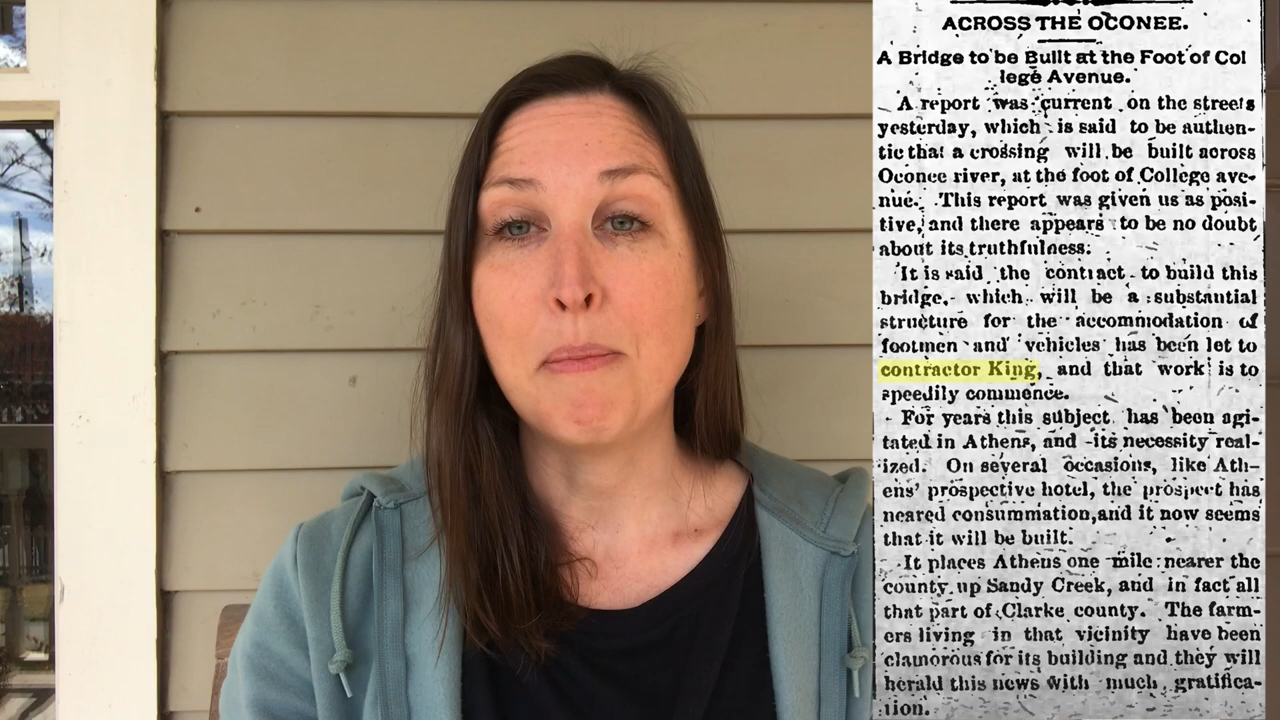 ACROSS THE OCONEE.
A Bridge to be Built at the Foot of Col
lege Avenue.
A report was current on the streets
yesterday, which is said to be authen-
tic that a crossing will be built across
Oconee river, at the foot of College ave-
nue. This report was given us as posi-
tive, and there appears to be no doubt
about its truthfulness.
It is said the contract to build this
bridge, which will be a substantial
structure for the accommodation of
footmen and vehicles has been let to
contractor King, and that work is to
speedily commence.
For years this subject has been agi-
tated in Athens, and its necessity real-
ized. On several occasions, like Ath-
ens' prospective hotel, the prospect has
neared consummation, and it now seems
that it will be built.
It places Athens one mile nearer the
county up Sandy Creek, and in fact all
that part of Clarke county. The farm-
ers living in that vicinity have been
clamorous for its building and they will
herald this news with much gratifica-
tion.